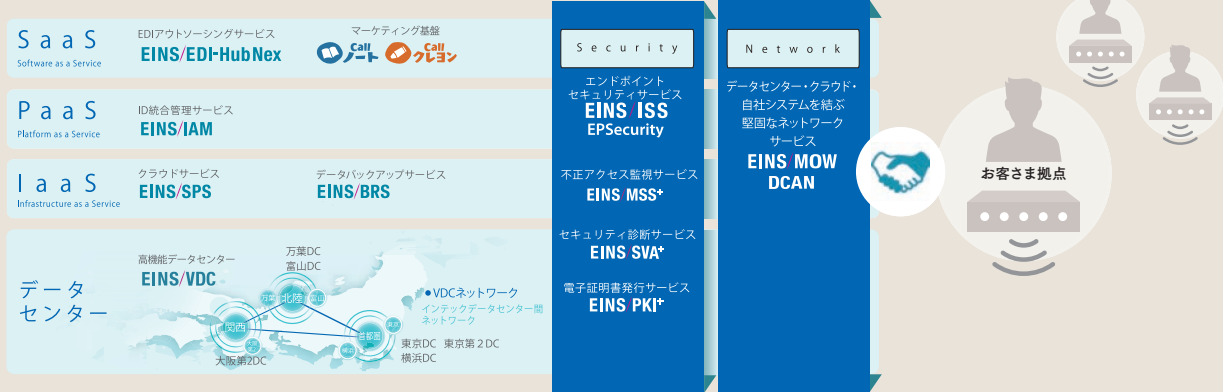 SaaS
Software as a Service
EDIアウトソーシングサービス
EINS/EDI-HubNex
マーケティング基盤
Callノート
Callクレヨン
PaaS
Platform as a Service
ID統合管理サービス
EINS/IAM
IaaS
Infrastructure as a Service
クラウドサービス
EINS/SPS
データバックアップサービス
EINS/BRS
データ
センター
高機能データセンター
EINS/VDC
万葉DC
富山DC
万葉
北陸
富山
関西
首都圏
東京
横浜
大阪第2DC
●VDCネットワーク
インテックデータセンター間
ネットワーク
東京DC 東京第2DC
横浜DC
Security
エンドポイント
セキュリティサービス
EINS/ISS
EPSecurity
不正アクセス監視サービス
EINS/MSS+
セキュリティ診断サービス
EINS/SVA+
電子証明書発行サービス
EINS/PKI+
Network
データセンター・クラウド・
自社システムを結ぶ
堅固なネットワーク
サービス
EINS/MOW
DCAN
お客さま拠点